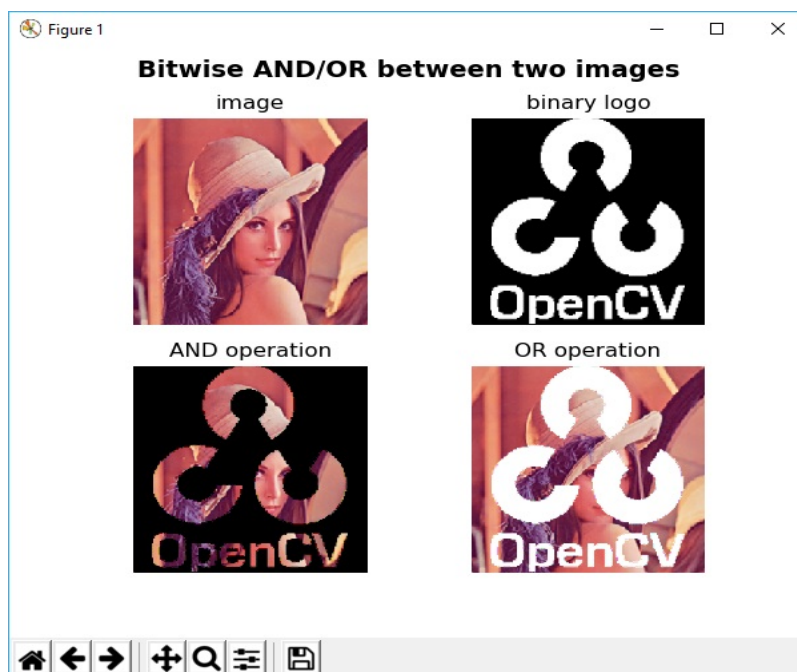 Figure 1
Bitwise AND/OR between two images
image
binary logo
OpenCV
AND operation
OR operation
OpenCV
OpenCV